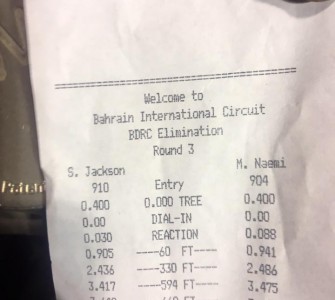 Welcome to
Bahrain International Circuit
BDRC Elimination
Round 3
S. Jackson M. Naemi
910 Entry 904
0.400 0.000 TREE 0.400
0.00 DIAL-IN 0.00
0.030 REACTION 0.088
0.905 ----60 FT---- 0.941
2.436 ----330 FT---- 2.486
3.417 ----594 FT---- 3.475